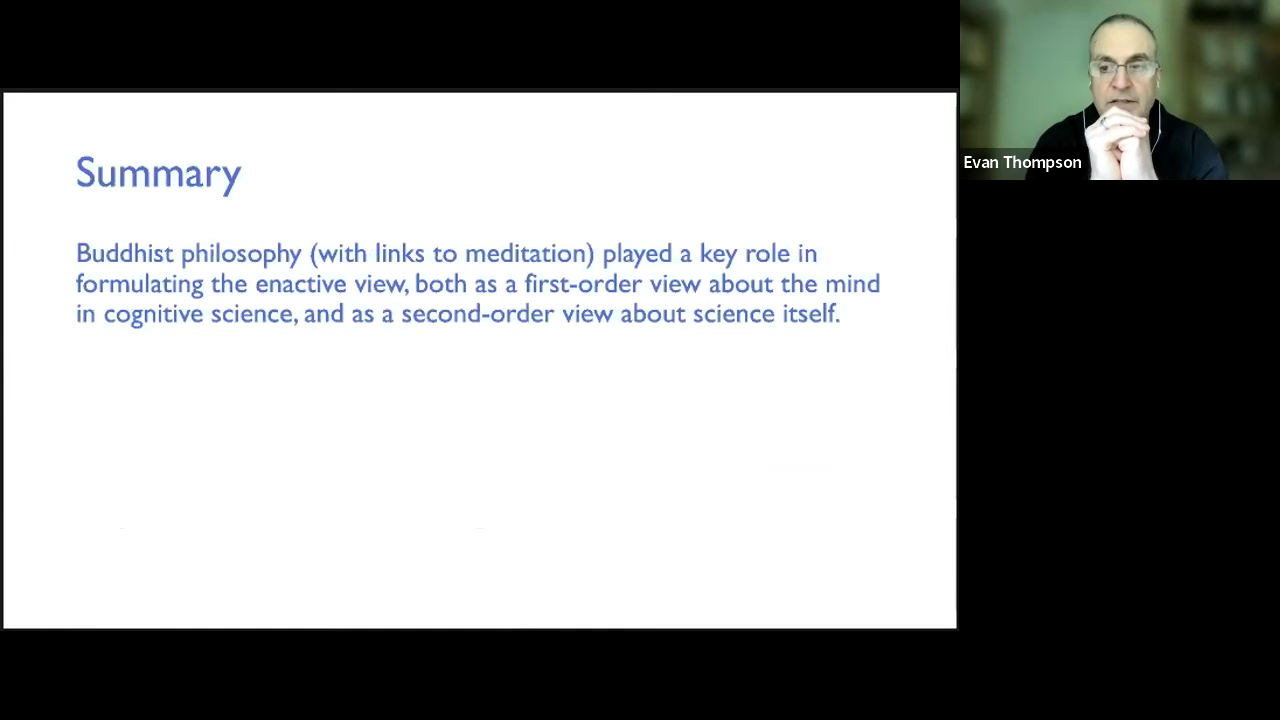 Summary
Buddhist philosophy (with links to meditation) played a key role in
formulating the enactive view, both as a first-order view about the mind
in cognitive science, and as a second-order view about science itself.
Evan Thompson